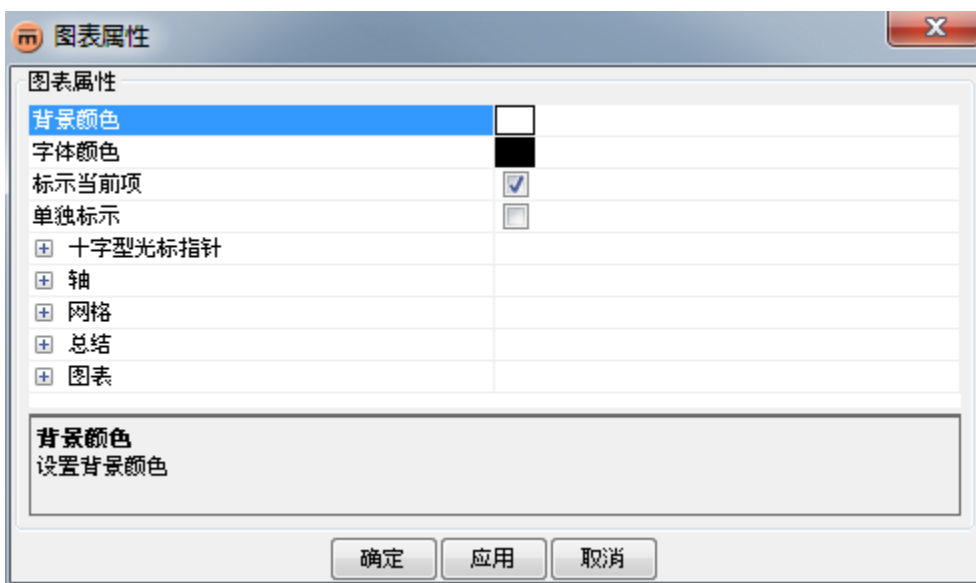 图表属性
图表属性
背景颜色
字体颜色
标示当前项
单独标示
十字型光标指针
轴
网格
总结
图表
背景颜色
设置背景颜色
确定 应用 取消